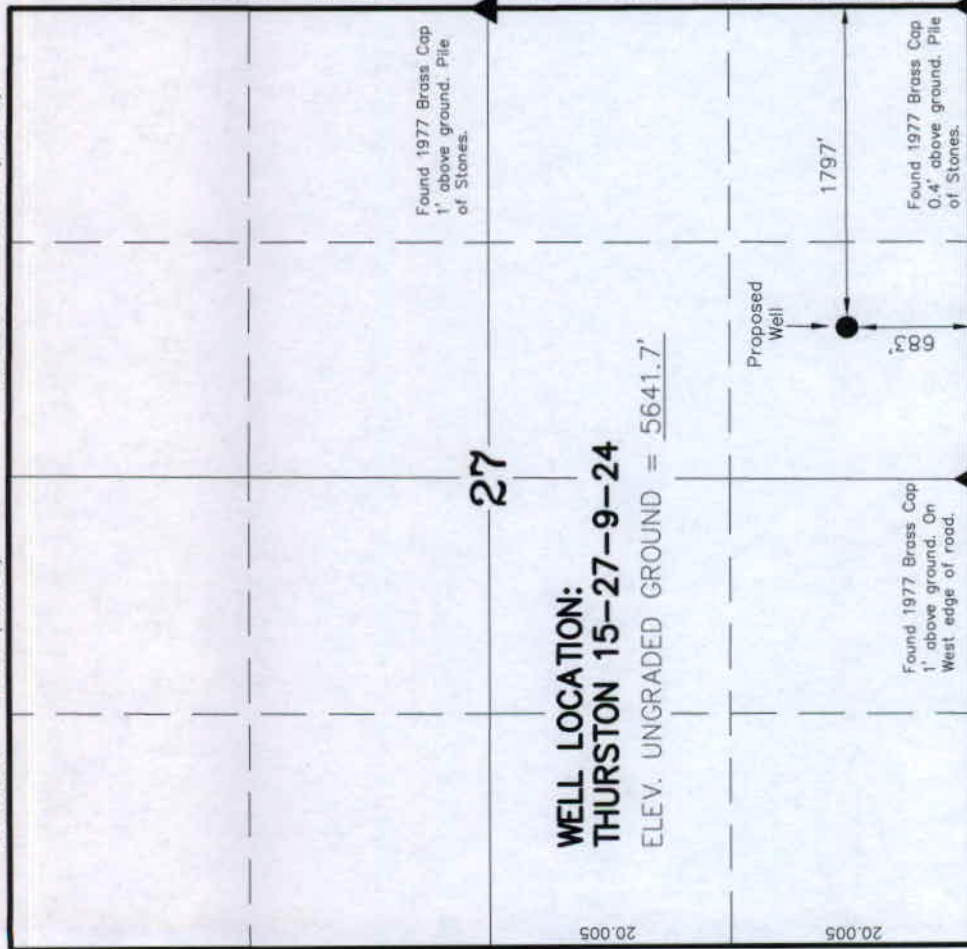 Found 1977 Brass Cap
1' above ground. Pile
of Stones.
27
WELL LOCATION:
THURSTON 15-27-9-24
ELEV. UNGRADED GROUND = 5641.7'
Proposed
Well
1797'
683'
Found 1977 Brass Cap
0.4' above ground. Pile
of Stones.
Found 1977 Brass Cap
1' above ground. On
West edge of road.
20.005
20.005